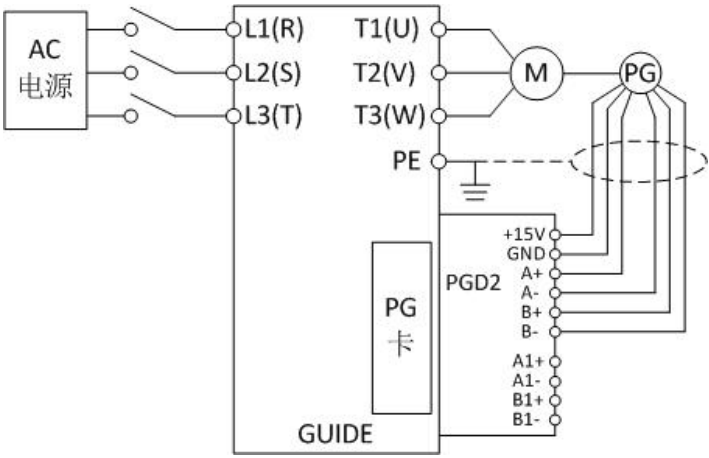 AC
电源
L1(R)
L2(S)
L3(T)
T1(U)
T2(V)
T3(W)
PE
M
PG
PG
卡
PGD2
+15V
GND
A+
A-
B+
B-
A1+
A1-
B1+
B1-
GUIDE